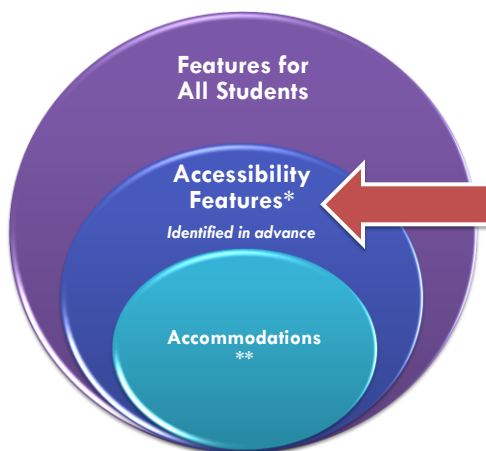 Features for
All Students
Accessibility
Features*
Identified in advance
Accommodations
**